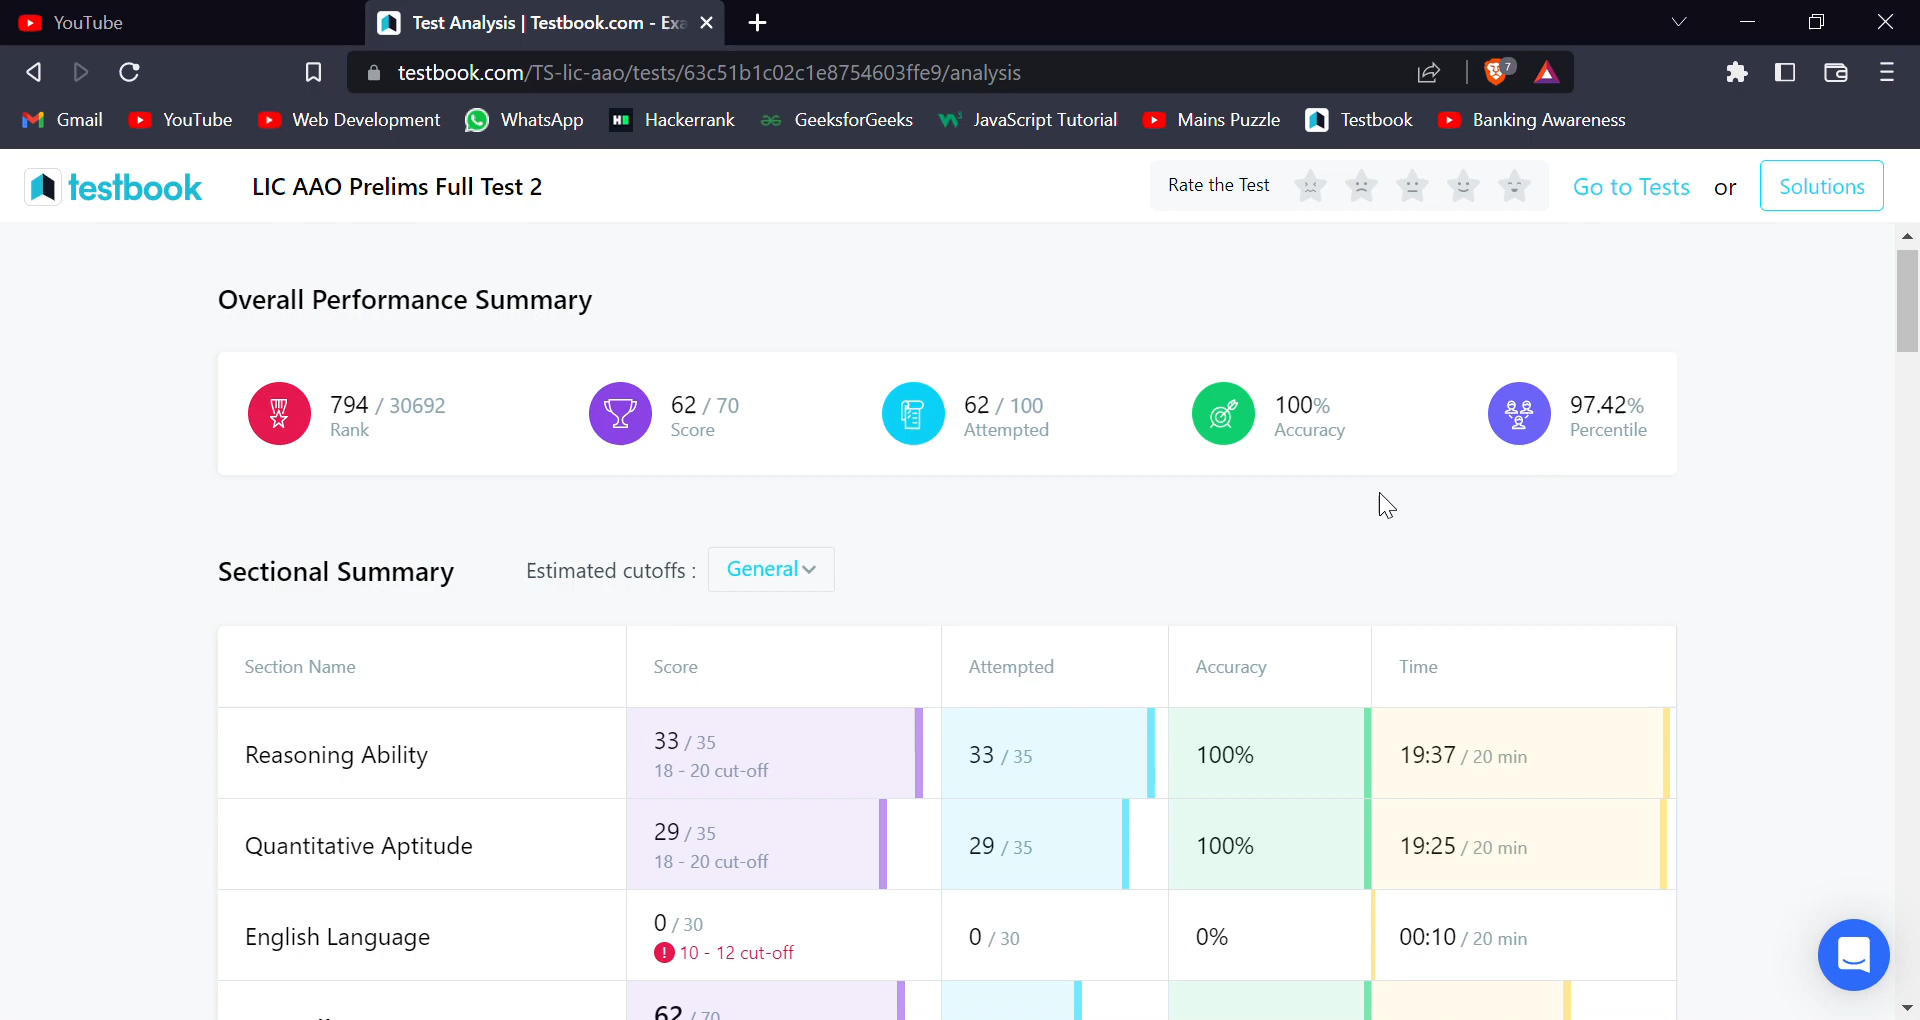 YouTube
Test Analysis | Testbook.com - Exa
testbook.com/TS-lic-aao/tests/63c51b1c02c1e8754603ffe9/analysis
7
Gmail YouTube Web Development WhatsApp Hackerrank GeeksforGeeks JavaScript Tutorial Mains Puzzle Testbook Banking Awareness
testbook LIC AAO Prelims Full Test 2 Rate the Test Go to Tests or Solutions
Overall Performance Summary
794 / 30692 62 / 70 62 / 100 100% 97.42%
Rank Score Attempted Accuracy Percentile
Sectional Summary Estimated cutoffs : General
Section Name Score Attempted Accuracy Time
Reasoning Ability 33 / 35 33 / 35 100% 19:37 / 20 min
18 - 20 cut-off
Quantitative Aptitude 29 / 35 29 / 35 100% 19:25 / 20 min
18 - 20 cut-off
English Language 0 / 30 0 / 30 0% 00:10 / 20 min
10 - 12 cut-off
62 / 70